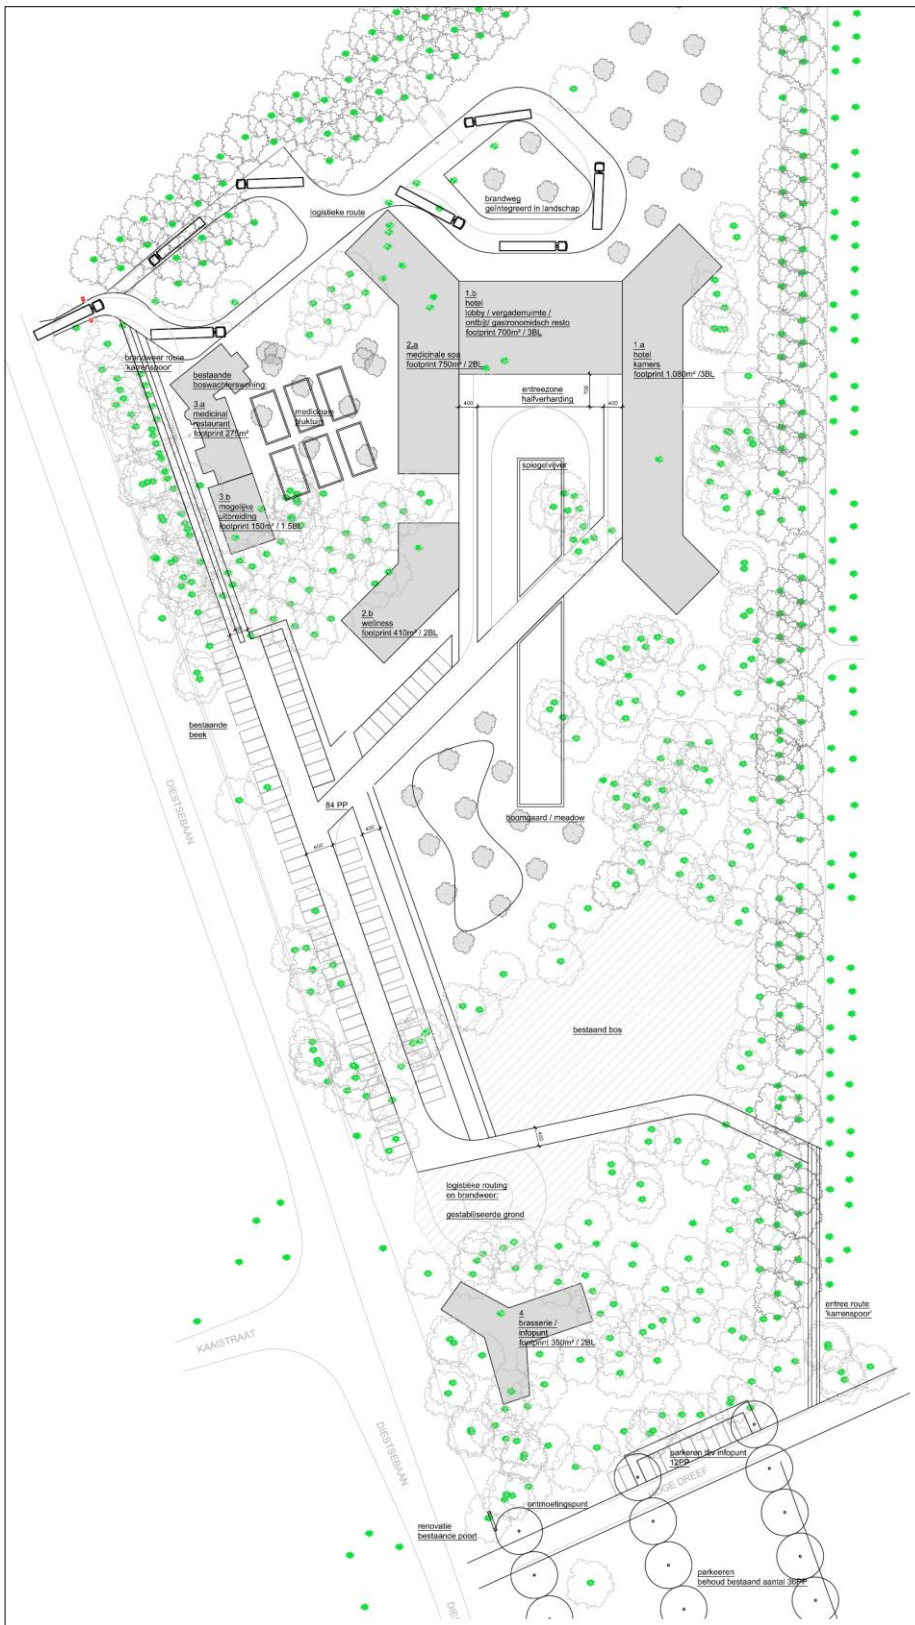 brandweg
geïntegreerd in landschap
logistieke route
1.b
hotel
lobby / vergaderruimte /
ontbijt/ gastronomidsch resto
footprint 700m² / 3BL
2.a
medicinale spa
footprint 750m² / 2BL
1.a
hotel
kamers
footprint 1.080m² /3BL
brandweer route
'karrenspoor'
bestaande
boswachterswoning:
3.a
medicinal
restaurant
footprint 275m²
medicinale
pluktuin
entreezone
halfverharding
400
700
400
spiegelvijver
3.b
mogelijke
uitbreiding
footprint 150m² / 1.5BL
2.b
wellness
footprint 410m² / 2BL
bestaande
beek
DIESTSEBAAN
84 PP
boomgaard / meadow
600
400
bestaand bos
400
logistieke routing
en brandweer:
gestabiliseerde grond
4
brasserie /
infopunt
footprint 350m² / 2BL
entree route
'karrenspoor'
KAAISTRAAT
DIESTSEBAAN
parkeren tbv infopunt
12PP
HOGE DREEF
ontmoetingspunt
renovatie
bestaande poort
parkeeren
behoud bestaand aantal 36PP